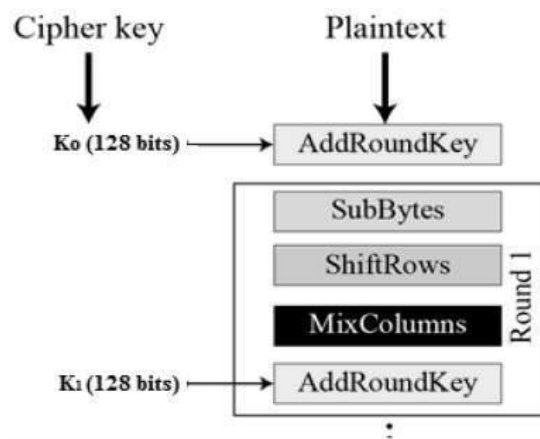 Cipher key
Plaintext
K0 (128 bits)
AddRoundKey
SubBytes
ShiftRows
MixColumns
Round 1
K1 (128 bits)
AddRoundKey